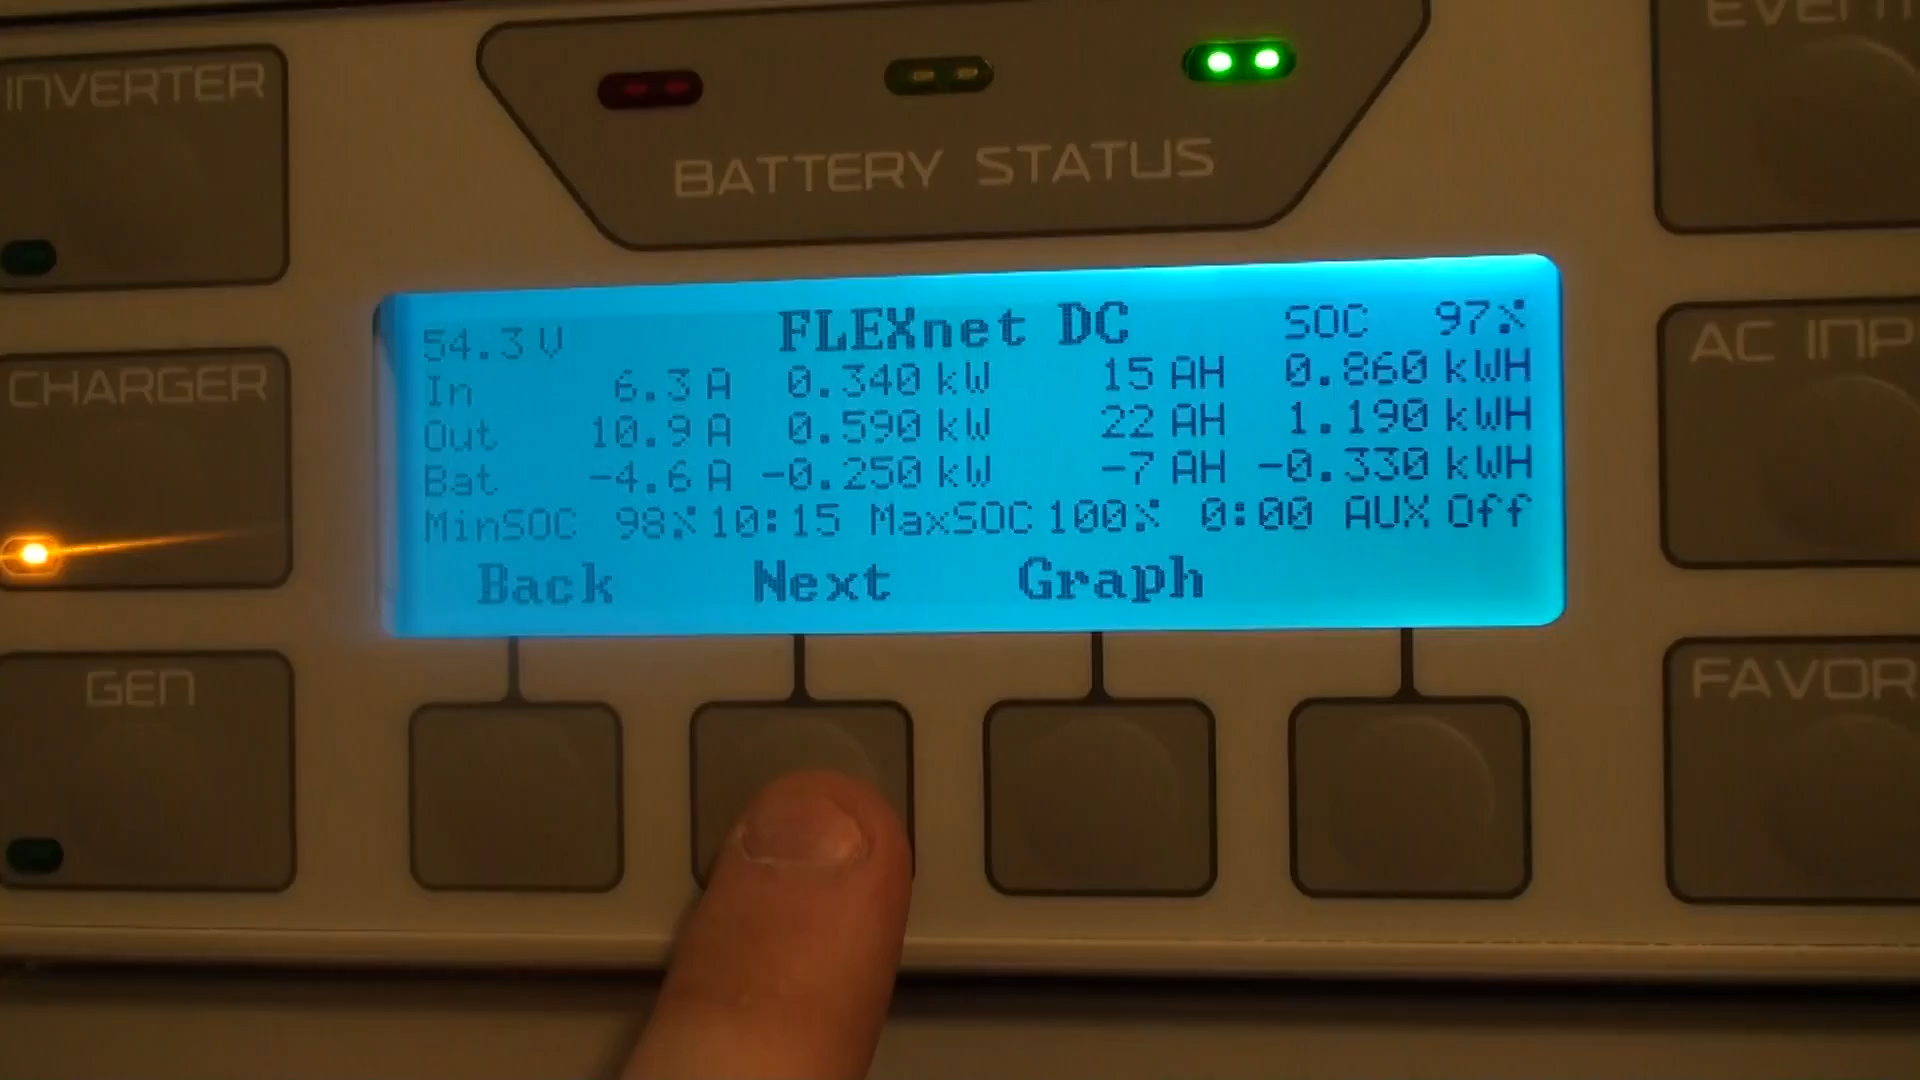 EVENT
INVERTER
BATTERY STATUS
54.3 V FLEXnet DC SOC 97%
In 6.3 A 0.340 kW 15 AH 0.860 kWH
Out 10.9 A 0.590 kW 22 AH 1.190 kWH
Bat -4.6 A -0.250 kW -7 AH -0.330 kWH
MinSOC 98% 10:15 MaxSOC 100% 0:00 AUX Off
Back Next Graph
CHARGER
AC INP
GEN
FAVOR